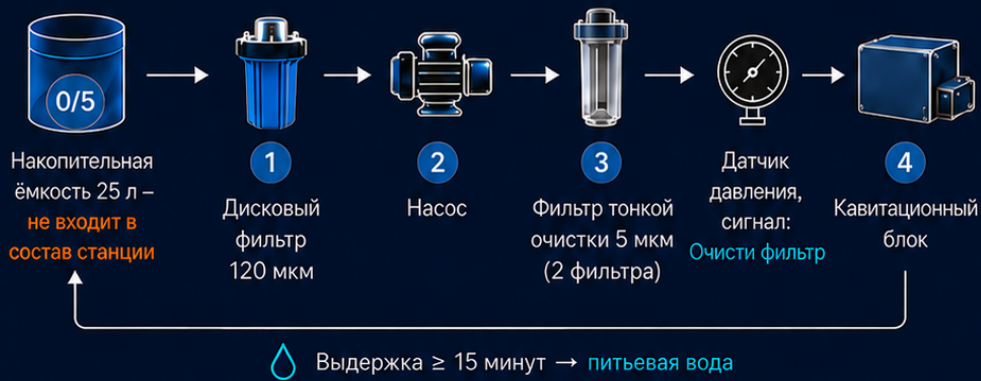 0/5
Накопительная
ёмкость 25 л –
не входит в
состав станции
1
Дисковый
фильтр
120 мкм
2
Насос
3
Фильтр тонкой
очистки 5 мкм
(2 фильтра)
Датчик
давления,
сигнал:
Очисти фильтр
4
Кавитационный
блок
Выдержка ≥ 15 минут → питьевая вода